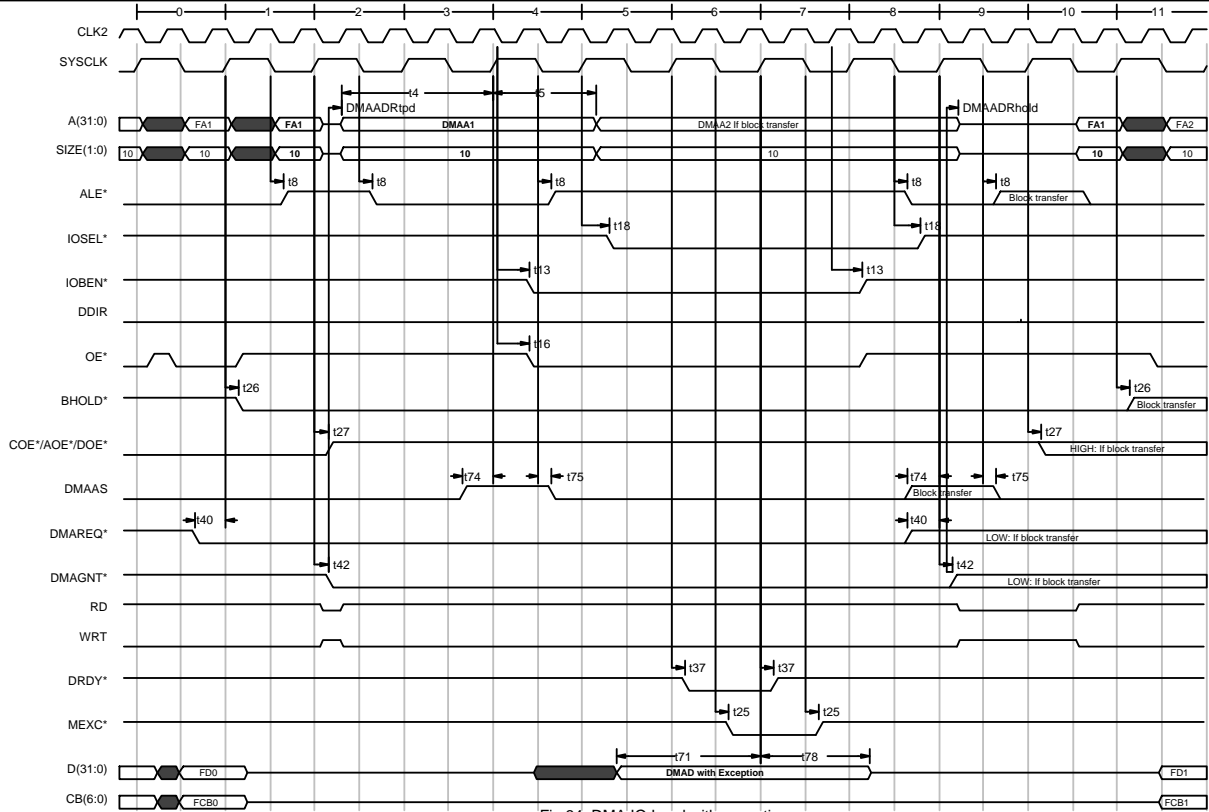 0 1 2 3 4 5 6 7 8 9 10 11
CLK2
SYSCLK
t4 t5
DMAADRtpd DMAADRhold
A(31:0) FA1 FA1 DMAA1 DMAA2 If block transfer FA1 FA2
SIZE(1:0) 10 10 10 10 10 10 10
t8 t8 t8 t8 t8
ALE* Block transfer
t18 t18
IOSEL*
t13 t13
IOBEN*
DDIR
t16
OE*
t26 t26
BHOLD* Block transfer
t27 t27
COE*/AOE*/DOE* HIGH: If block transfer
t74 t75 t74 t75
DMAAS Block transfer
t40 t40
DMAREQ* LOW: If block transfer
t42 t42
DMAGNT* LOW: If block transfer
RD
WRT
t37 t37
DRDY*
t25 t25
MEXC*
t71 t78
D(31:0) FD0 DMAD with Exception FD1
CB(6:0) FCB0 FCB1